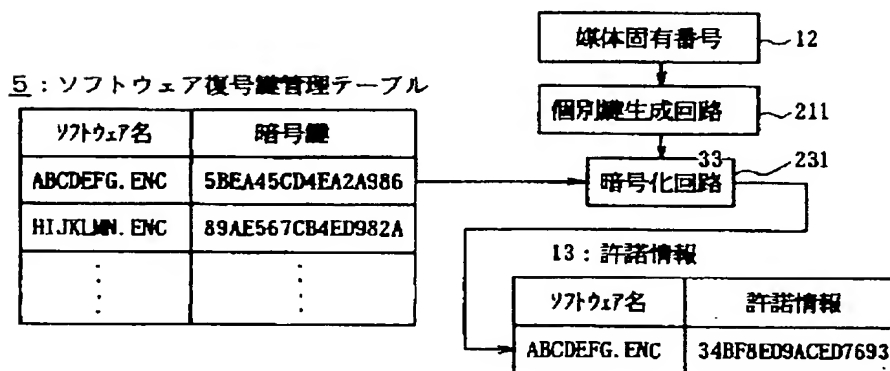 媒体固有番号 12
5:ソフトウェア復号鍵管理テーブル
個別鍵生成回路 211
ソフトウェア名 暗号鍵
33 231
ABCDEFG.ENC 5BEA45CD4EA2A986
暗号化回路
HIJKLMN.ENC 89AE567CB4ED982A
13:許諾情報
ソフトウェア名 許諾情報
ABCDEFG.ENC 34BF8ED9ACED7693